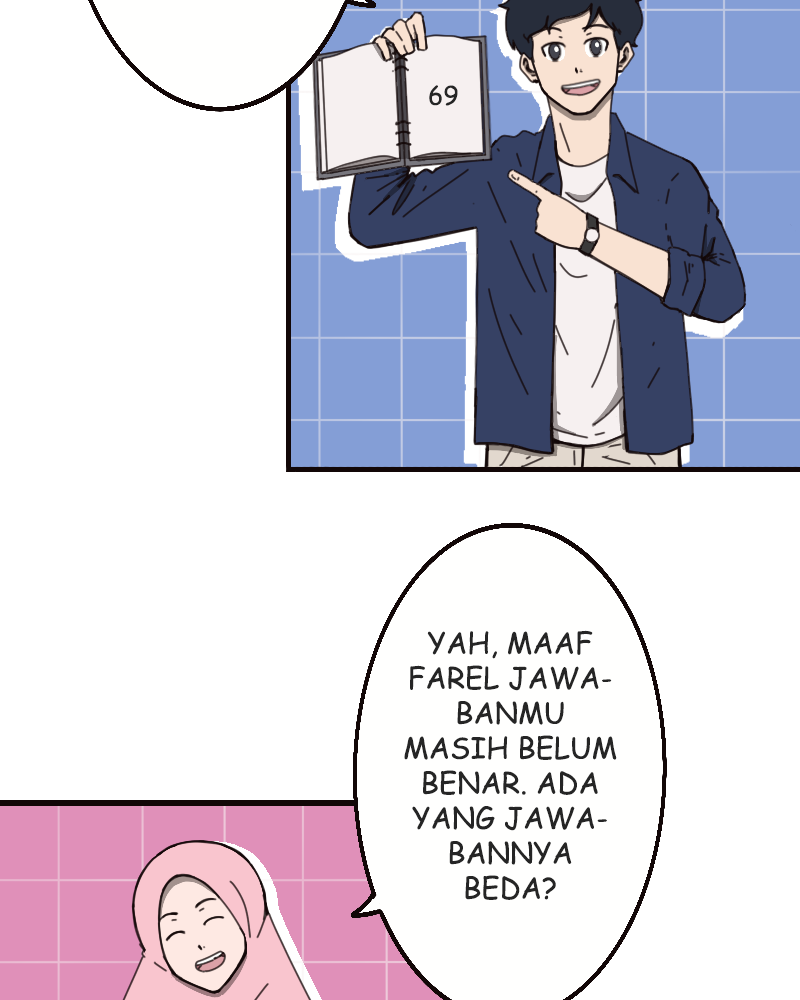 69
YAH, MAAF
FAREL JAWA-
BANMU
MASIH BELUM
BENAR. ADA
YANG JAWA-
BANNYA
BEDA?